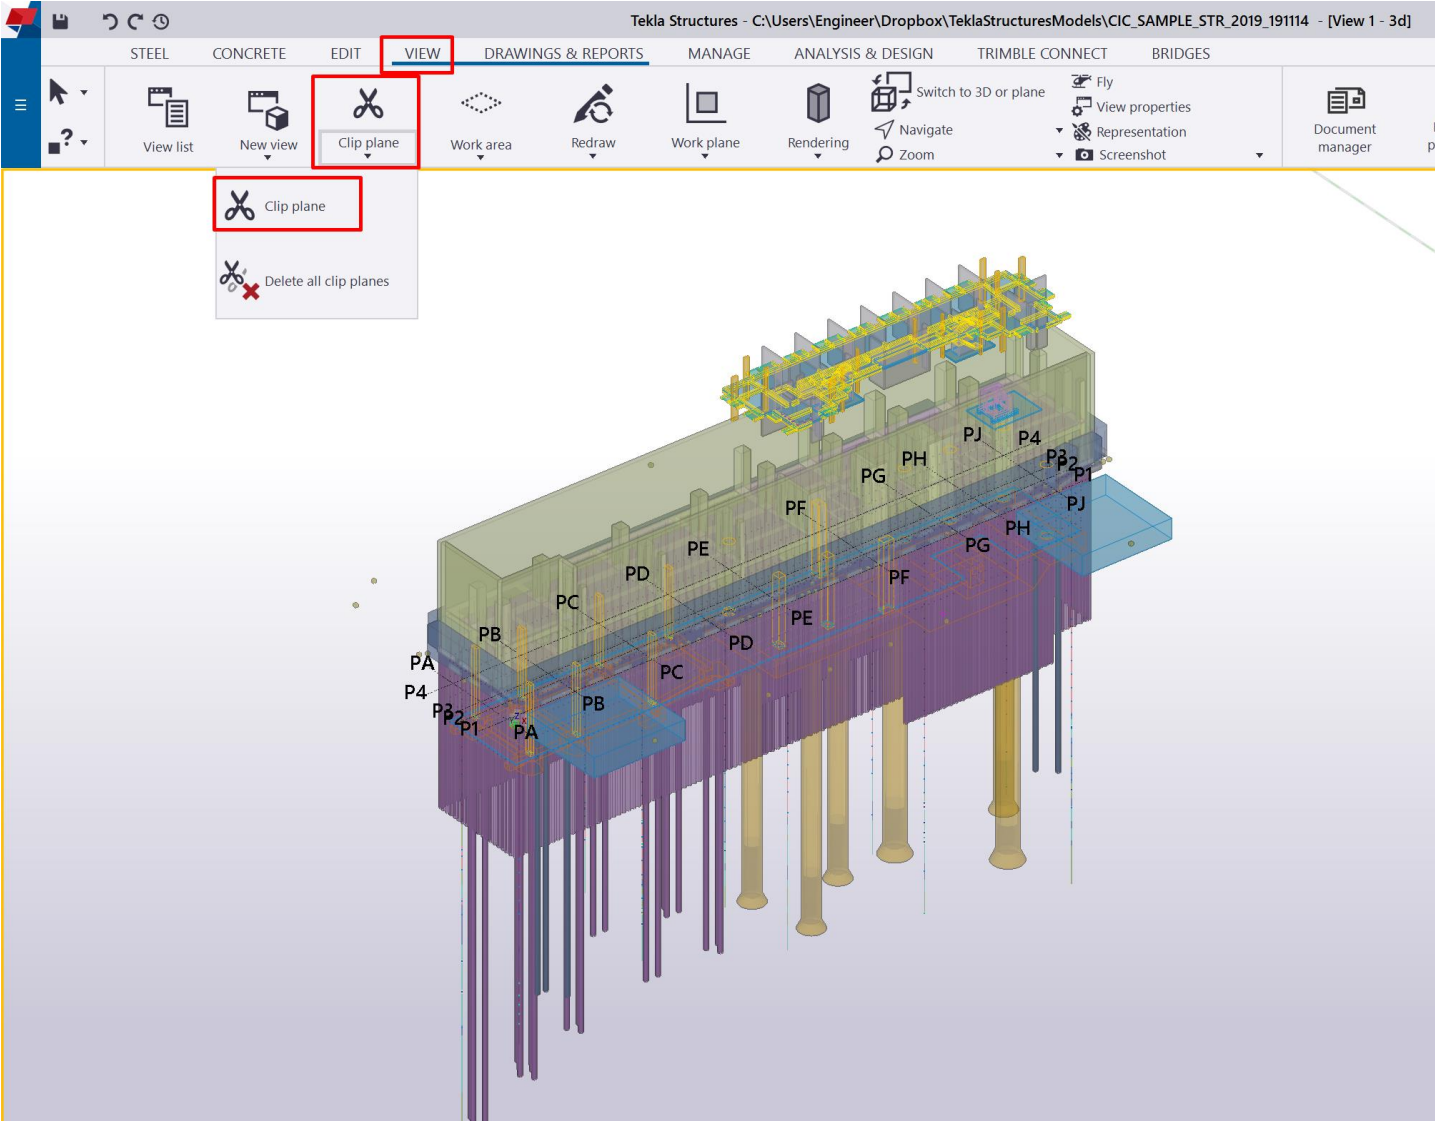 Tekla Structures - C:\Users\Engineer\Dropbox\TeklaStructuresModels\CIC_SAMPLE_STR_2019_191114 - [View 1 - 3d]
STEEL CONCRETE EDIT VIEW DRAWINGS & REPORTS MANAGE ANALYSIS & DESIGN TRIMBLE CONNECT BRIDGES
View list
New view
Clip plane
Work area
Redraw
Work plane
Rendering
Switch to 3D or plane
Navigate
Zoom
Fly
View properties
Representation
Screenshot
Document
manager
Clip plane
Delete all clip planes
PJ
P4
PH
P3
P2
P1
PG
PJ
PF
PH
PE
PG
PD
PF
PC
PE
PB
PD
PA
PC
P4
PB
P3
P2
P1
PA
Z
X